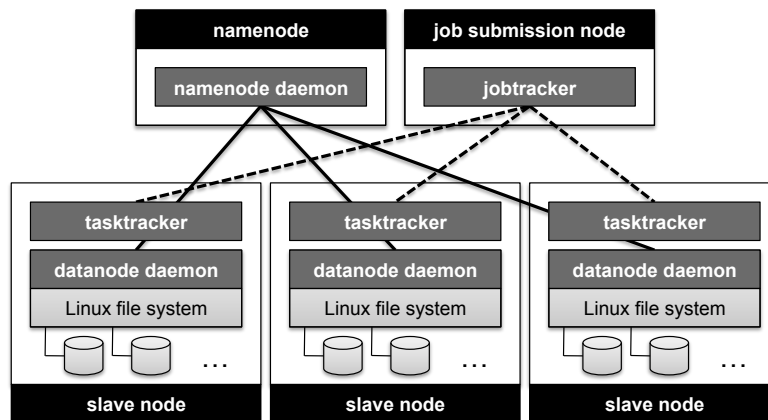 namenode
job submission node
namenode daemon
jobtracker
tasktracker
tasktracker
tasktracker
datanode daemon
datanode daemon
datanode daemon
Linux file system
Linux file system
Linux file system
…
…
…
slave node
slave node
slave node